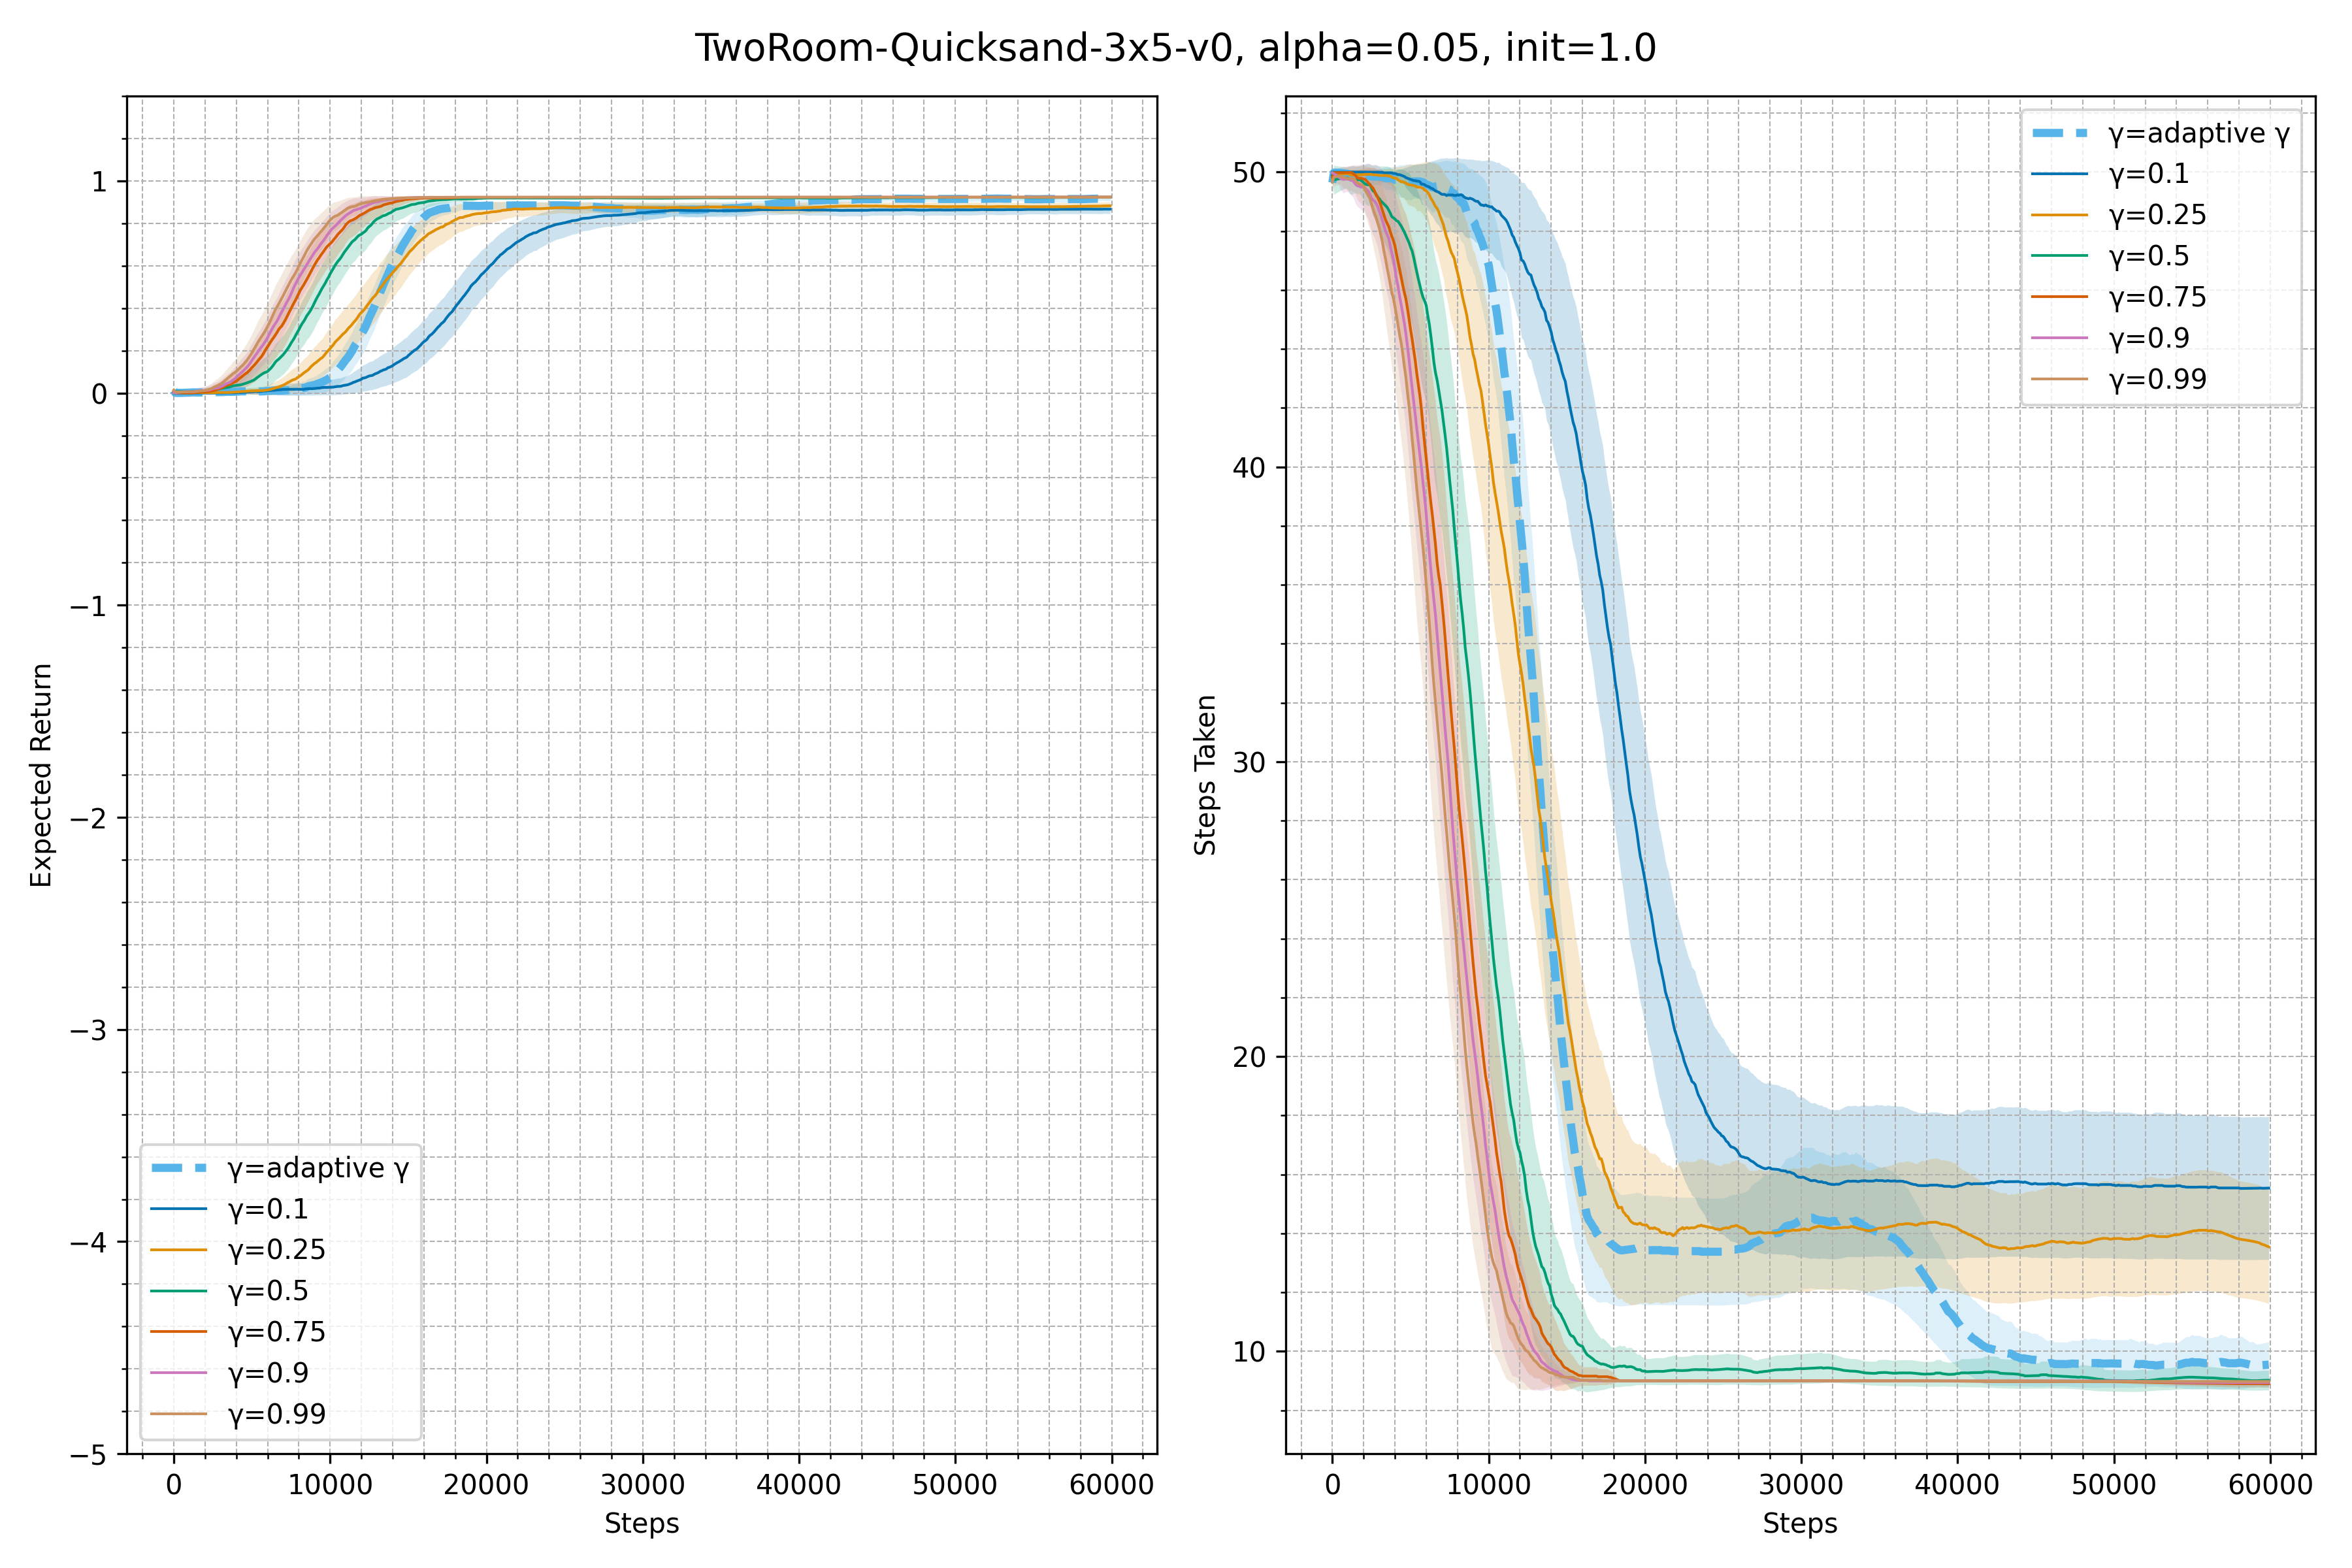 TwoRoom-Quicksand-3x5-v0, alpha=0.05, init=1.0
Expected Return
1
0
−1
−2
−3
−4
−5
γ=adaptive γ
γ=0.1
γ=0.25
γ=0.5
γ=0.75
γ=0.9
γ=0.99
0 10000 20000 30000 40000 50000 60000
Steps
Steps Taken
50
40
30
20
10
γ=adaptive γ
γ=0.1
γ=0.25
γ=0.5
γ=0.75
γ=0.9
γ=0.99
0 10000 20000 30000 40000 50000 60000
Steps